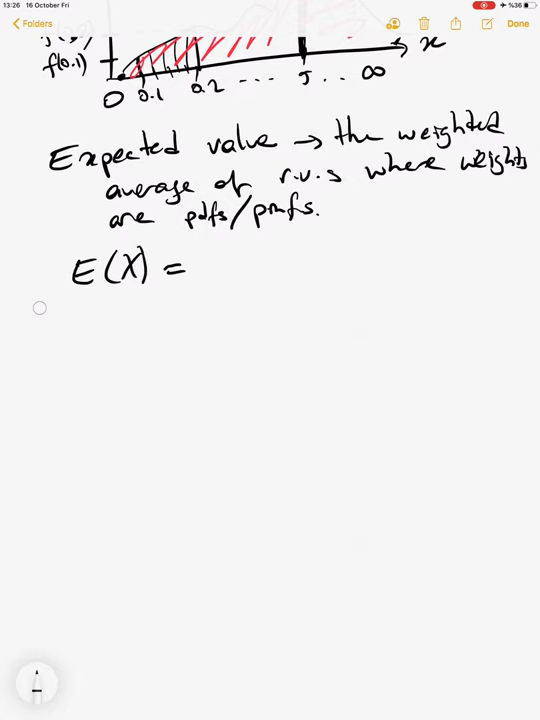 13:26 16 October Fri
%36
Folders
Done
f(0.1)
x
0 0.1 0.2 ... 5 .. ∞
Expected value → the weighted
average of r.v.s where weights
are pdfs/pmfs.
E(X) =